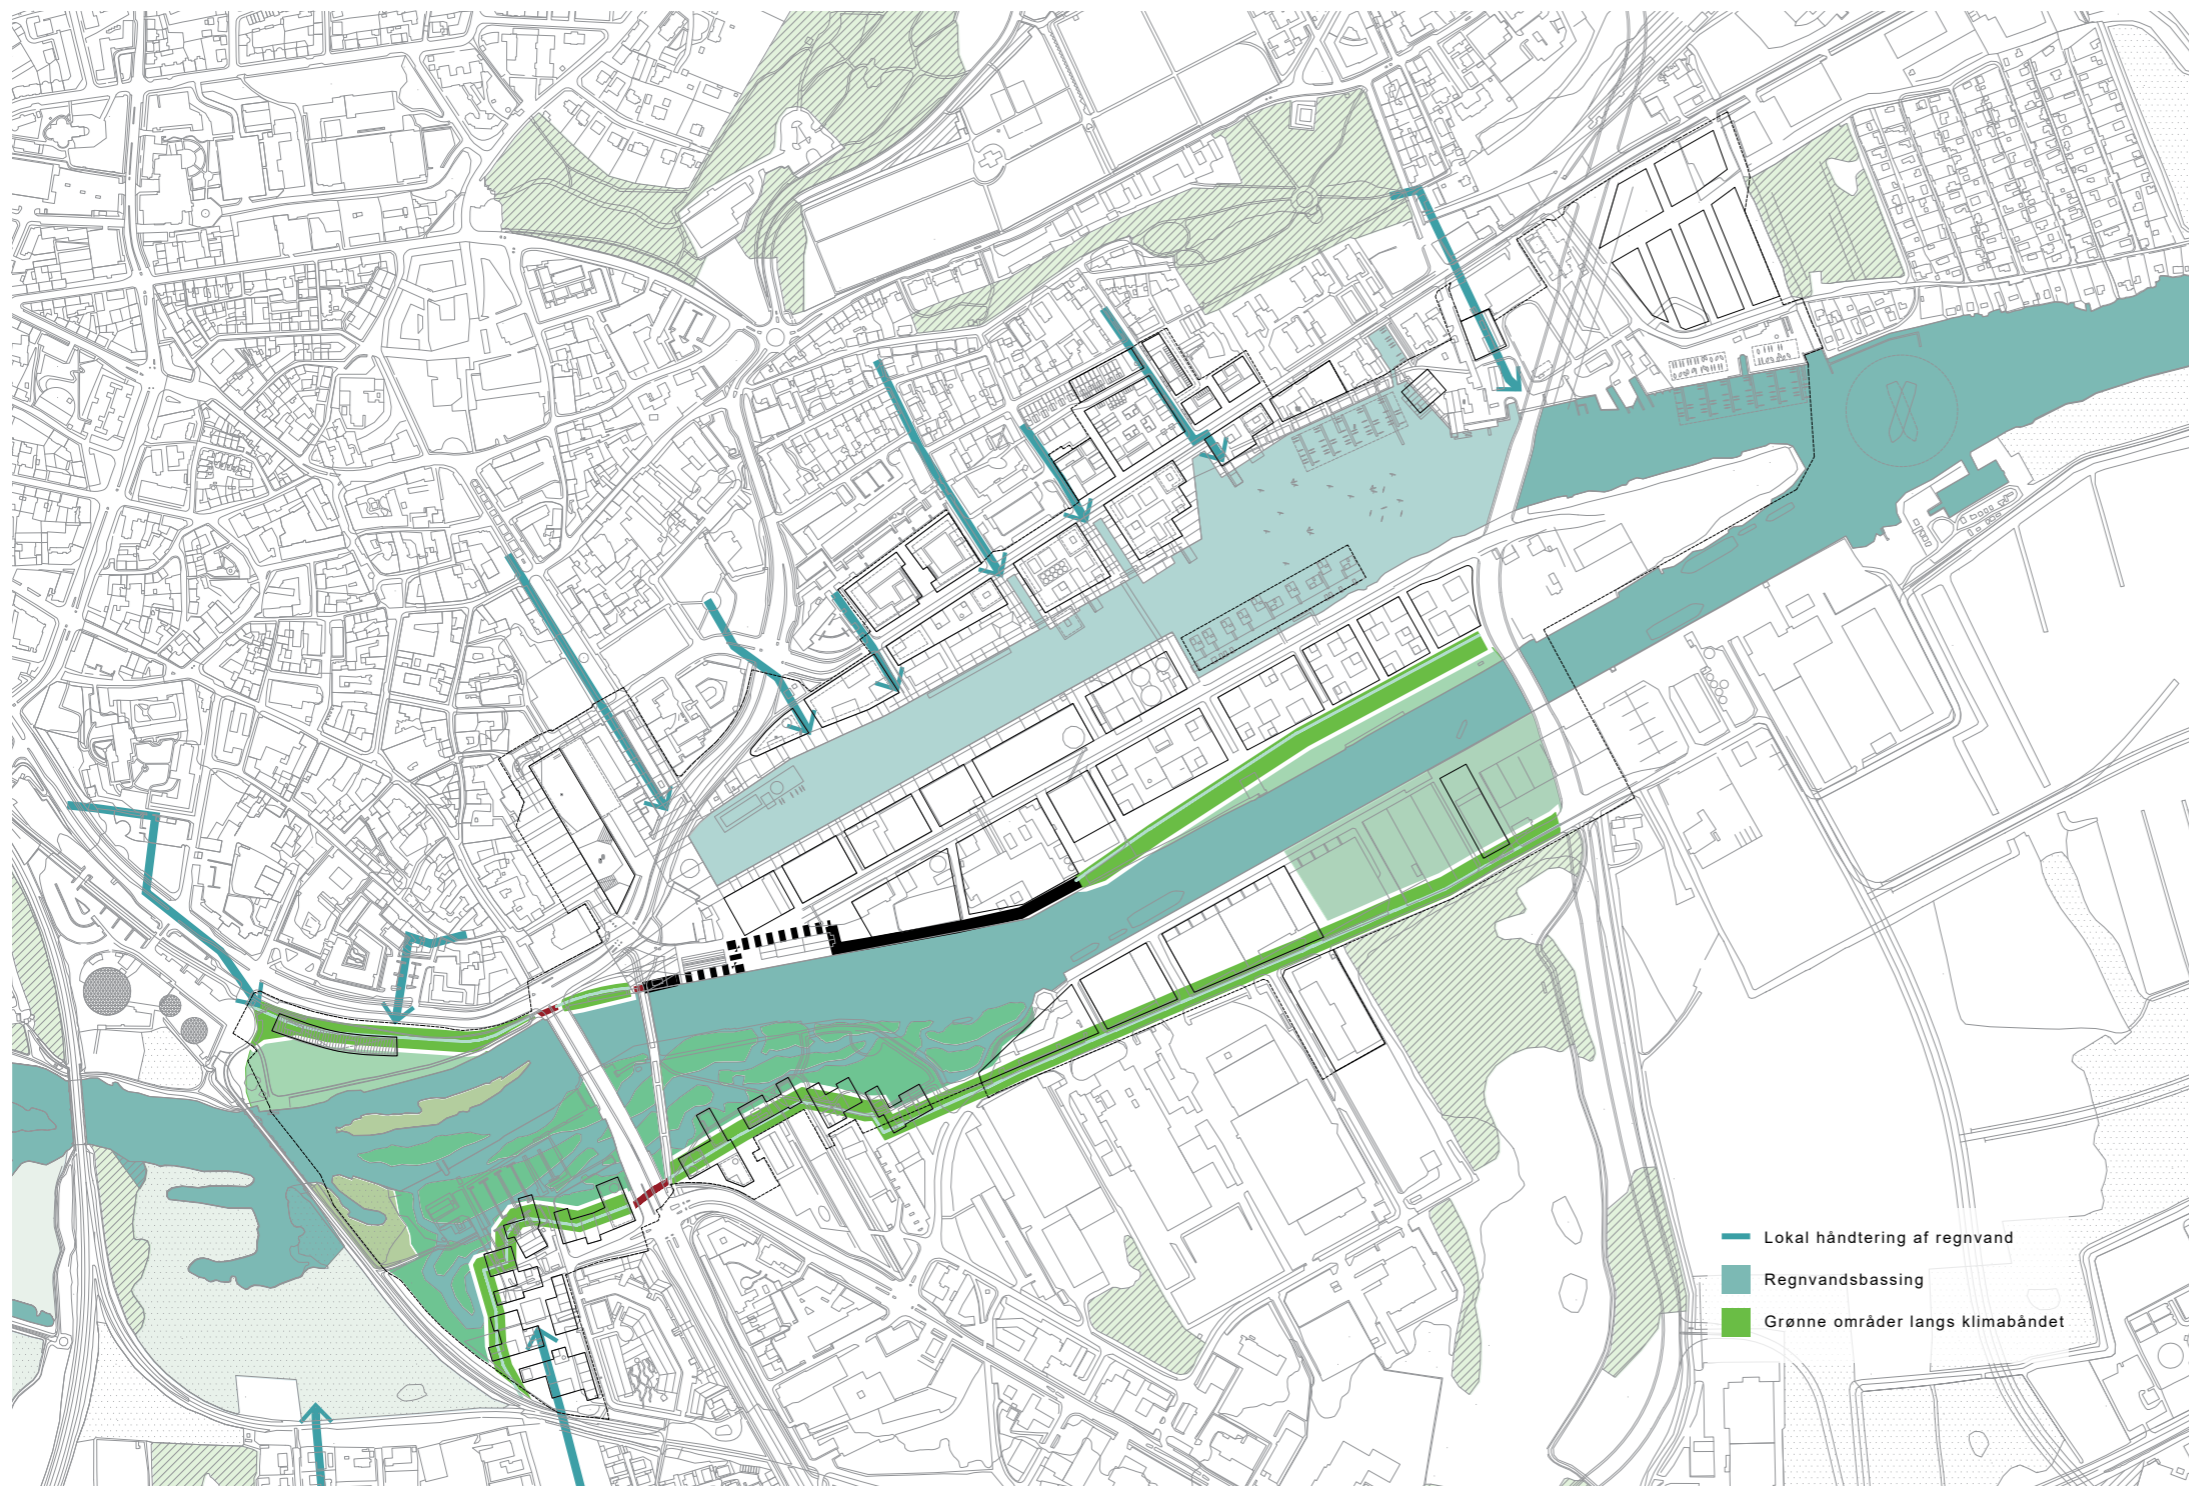 Lokal håndtering af regnvand
Regnvandsbassing
Grønne områder langs klimabåndet